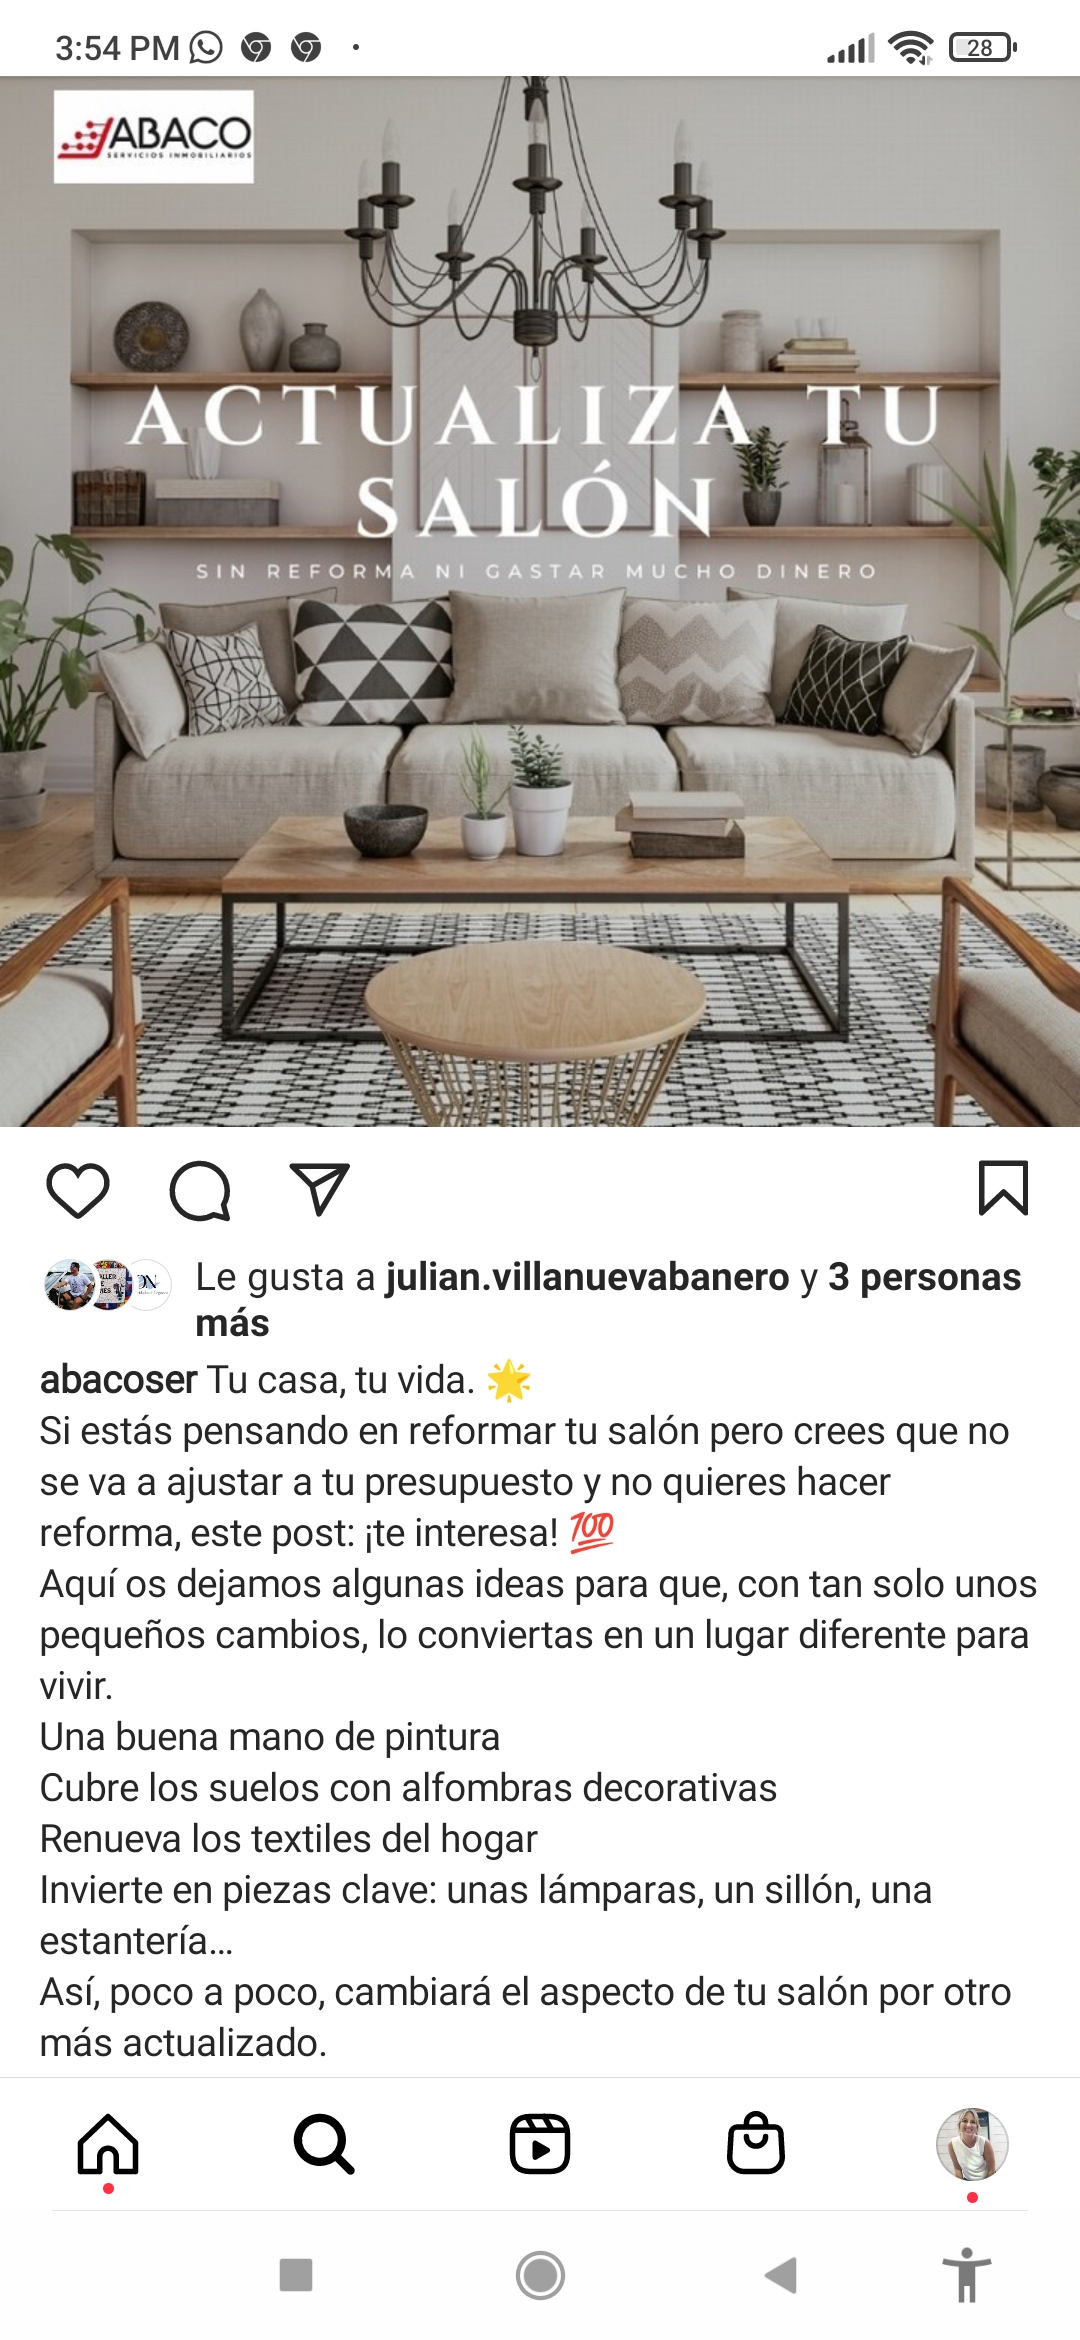 3:54 PM
28
ABACO
SERVICIOS INMOBILIARIOS
ACTUALIZA TU
SALÓN
SIN REFORMA NI GASTAR MUCHO DINERO
Le gusta a julian.villanuevabanero y 3 personas
más
abacoser Tu casa, tu vida. 🌟
Si estás pensando en reformar tu salón pero crees que no
se va a ajustar a tu presupuesto y no quieres hacer
reforma, este post: ¡te interesa! 💯
Aquí os dejamos algunas ideas para que, con tan solo unos
pequeños cambios, lo conviertas en un lugar diferente para
vivir.
Una buena mano de pintura
Cubre los suelos con alfombras decorativas
Renueva los textiles del hogar
Invierte en piezas clave: unas lámparas, un sillón, una
estantería...
Así, poco a poco, cambiará el aspecto de tu salón por otro
más actualizado.